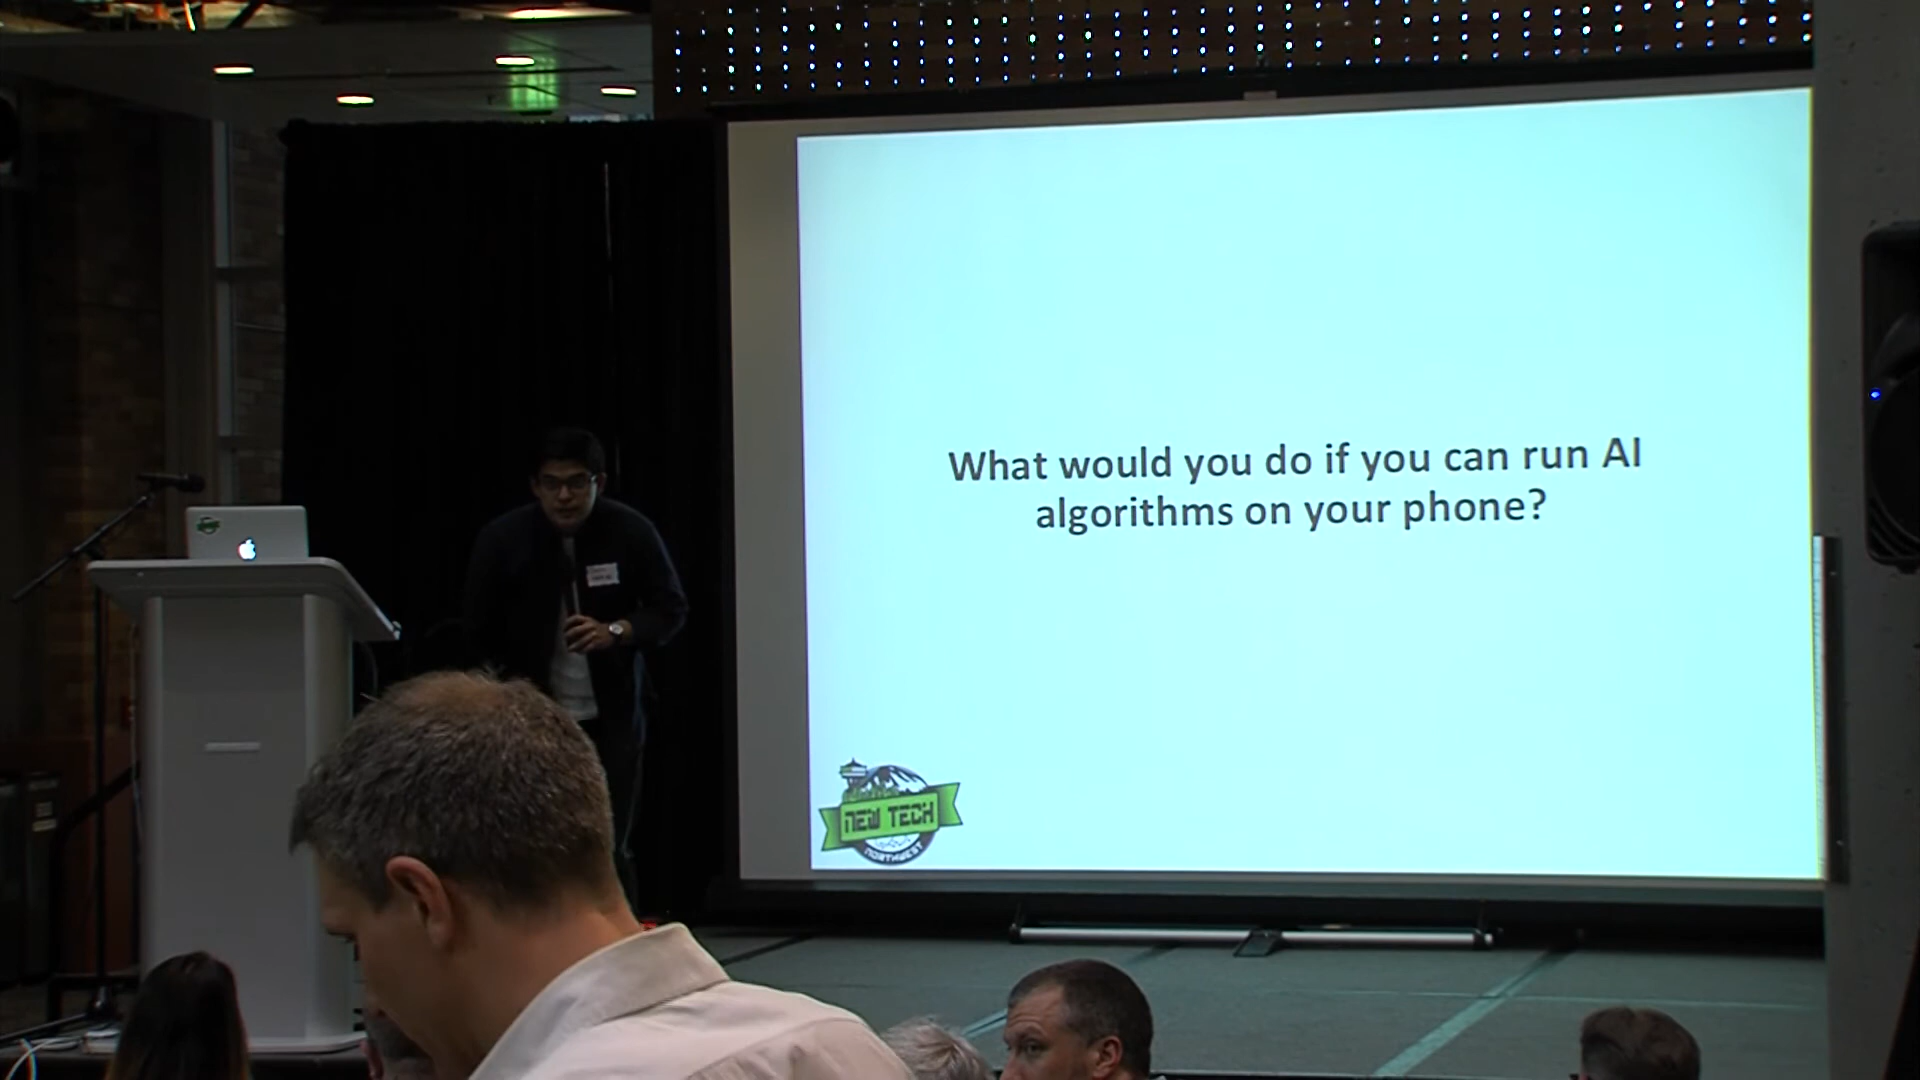 What would you do if you can run AI
algorithms on your phone?
NEW TECH
NORTHWEST